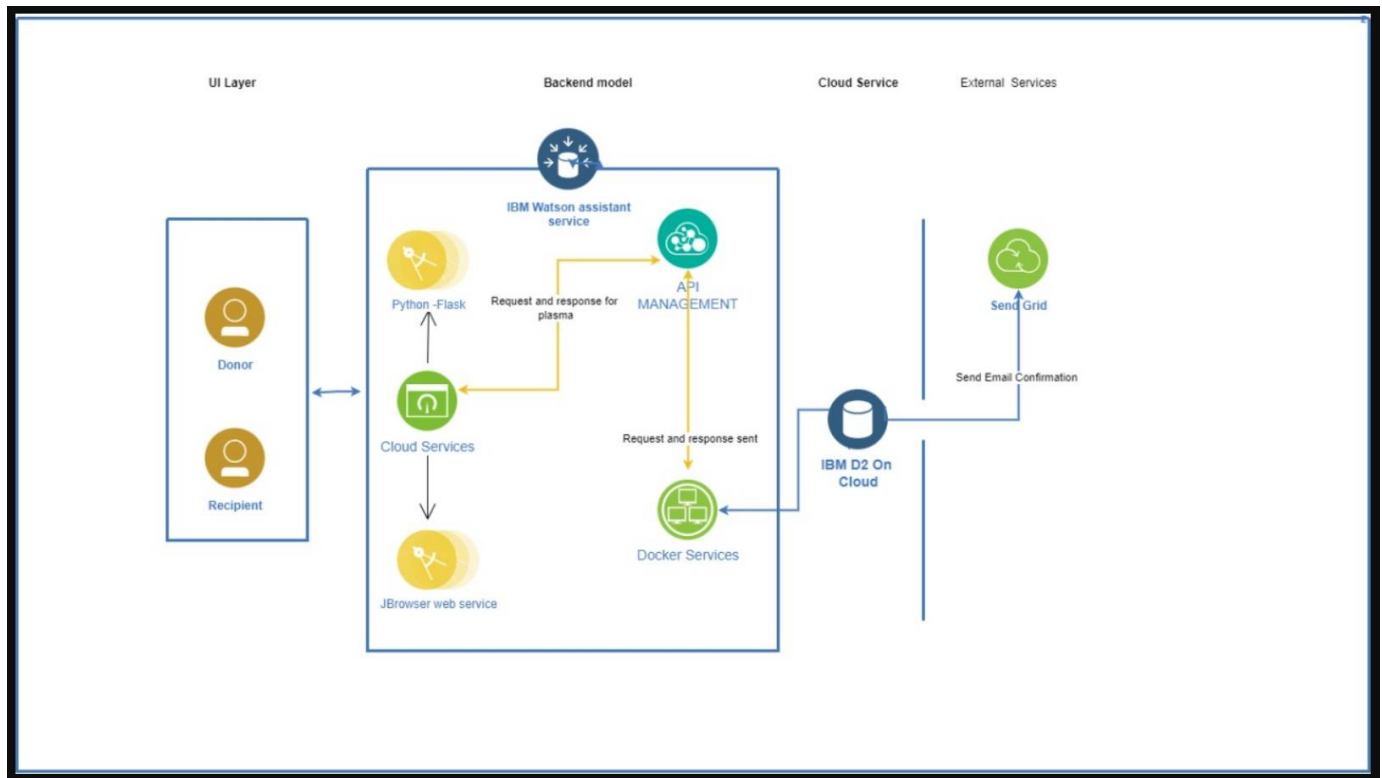 UI Layer
Backend model
Cloud Service
External Services
IBM Watson assistant
service
Python -Flask
Request and response for
plasma
API
MANAGEMENT
Send Grid
Donor
Send Email Confirmation
Cloud Services
Request and response sent
IBM D2 On
Cloud
Recipient
Docker Services
JBrowser web service